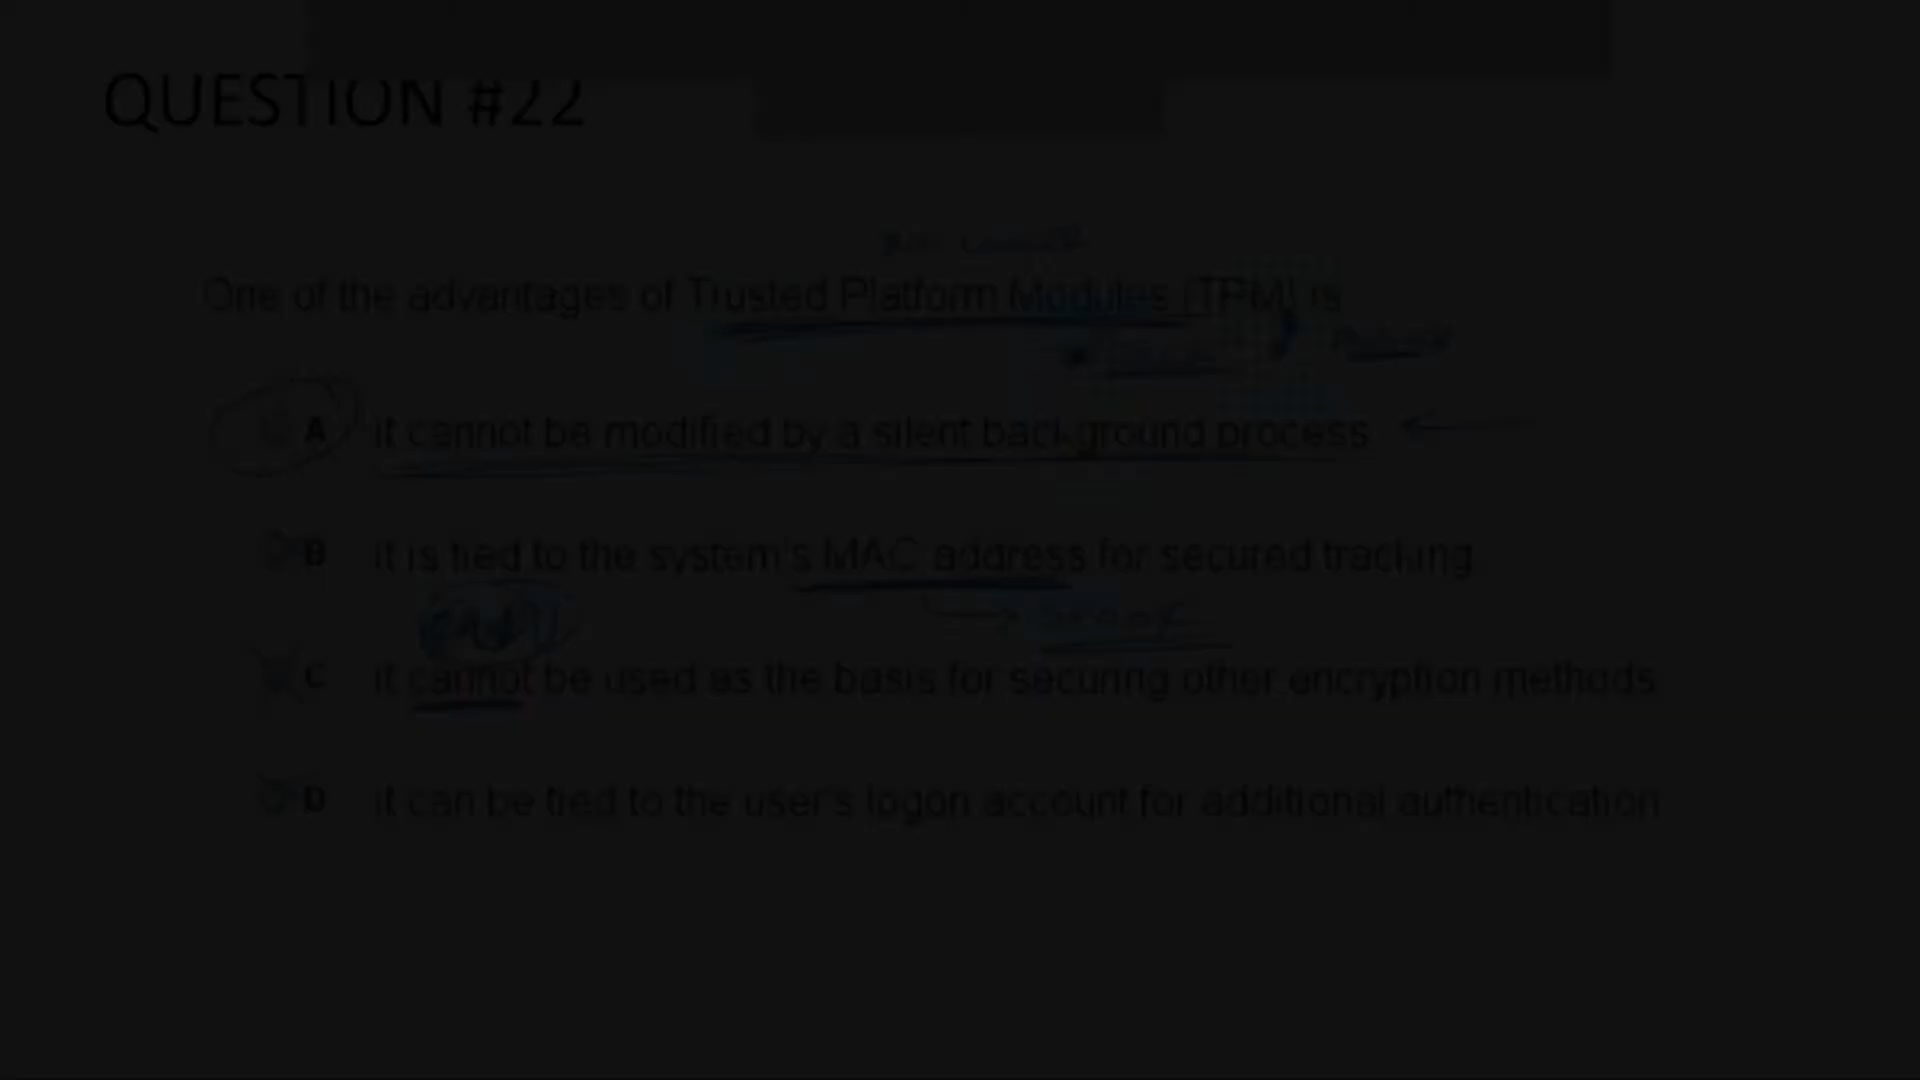 QUESTION #22
One of the advantages of Trusted Platform Modules (TPM) is
A it cannot be modified by a silent background process
B it is tied to the system's MAC address for secured tracking
C it cannot be used as the basis for securing other encryption methods
D it can be tied to the user's logon account for additional authentication